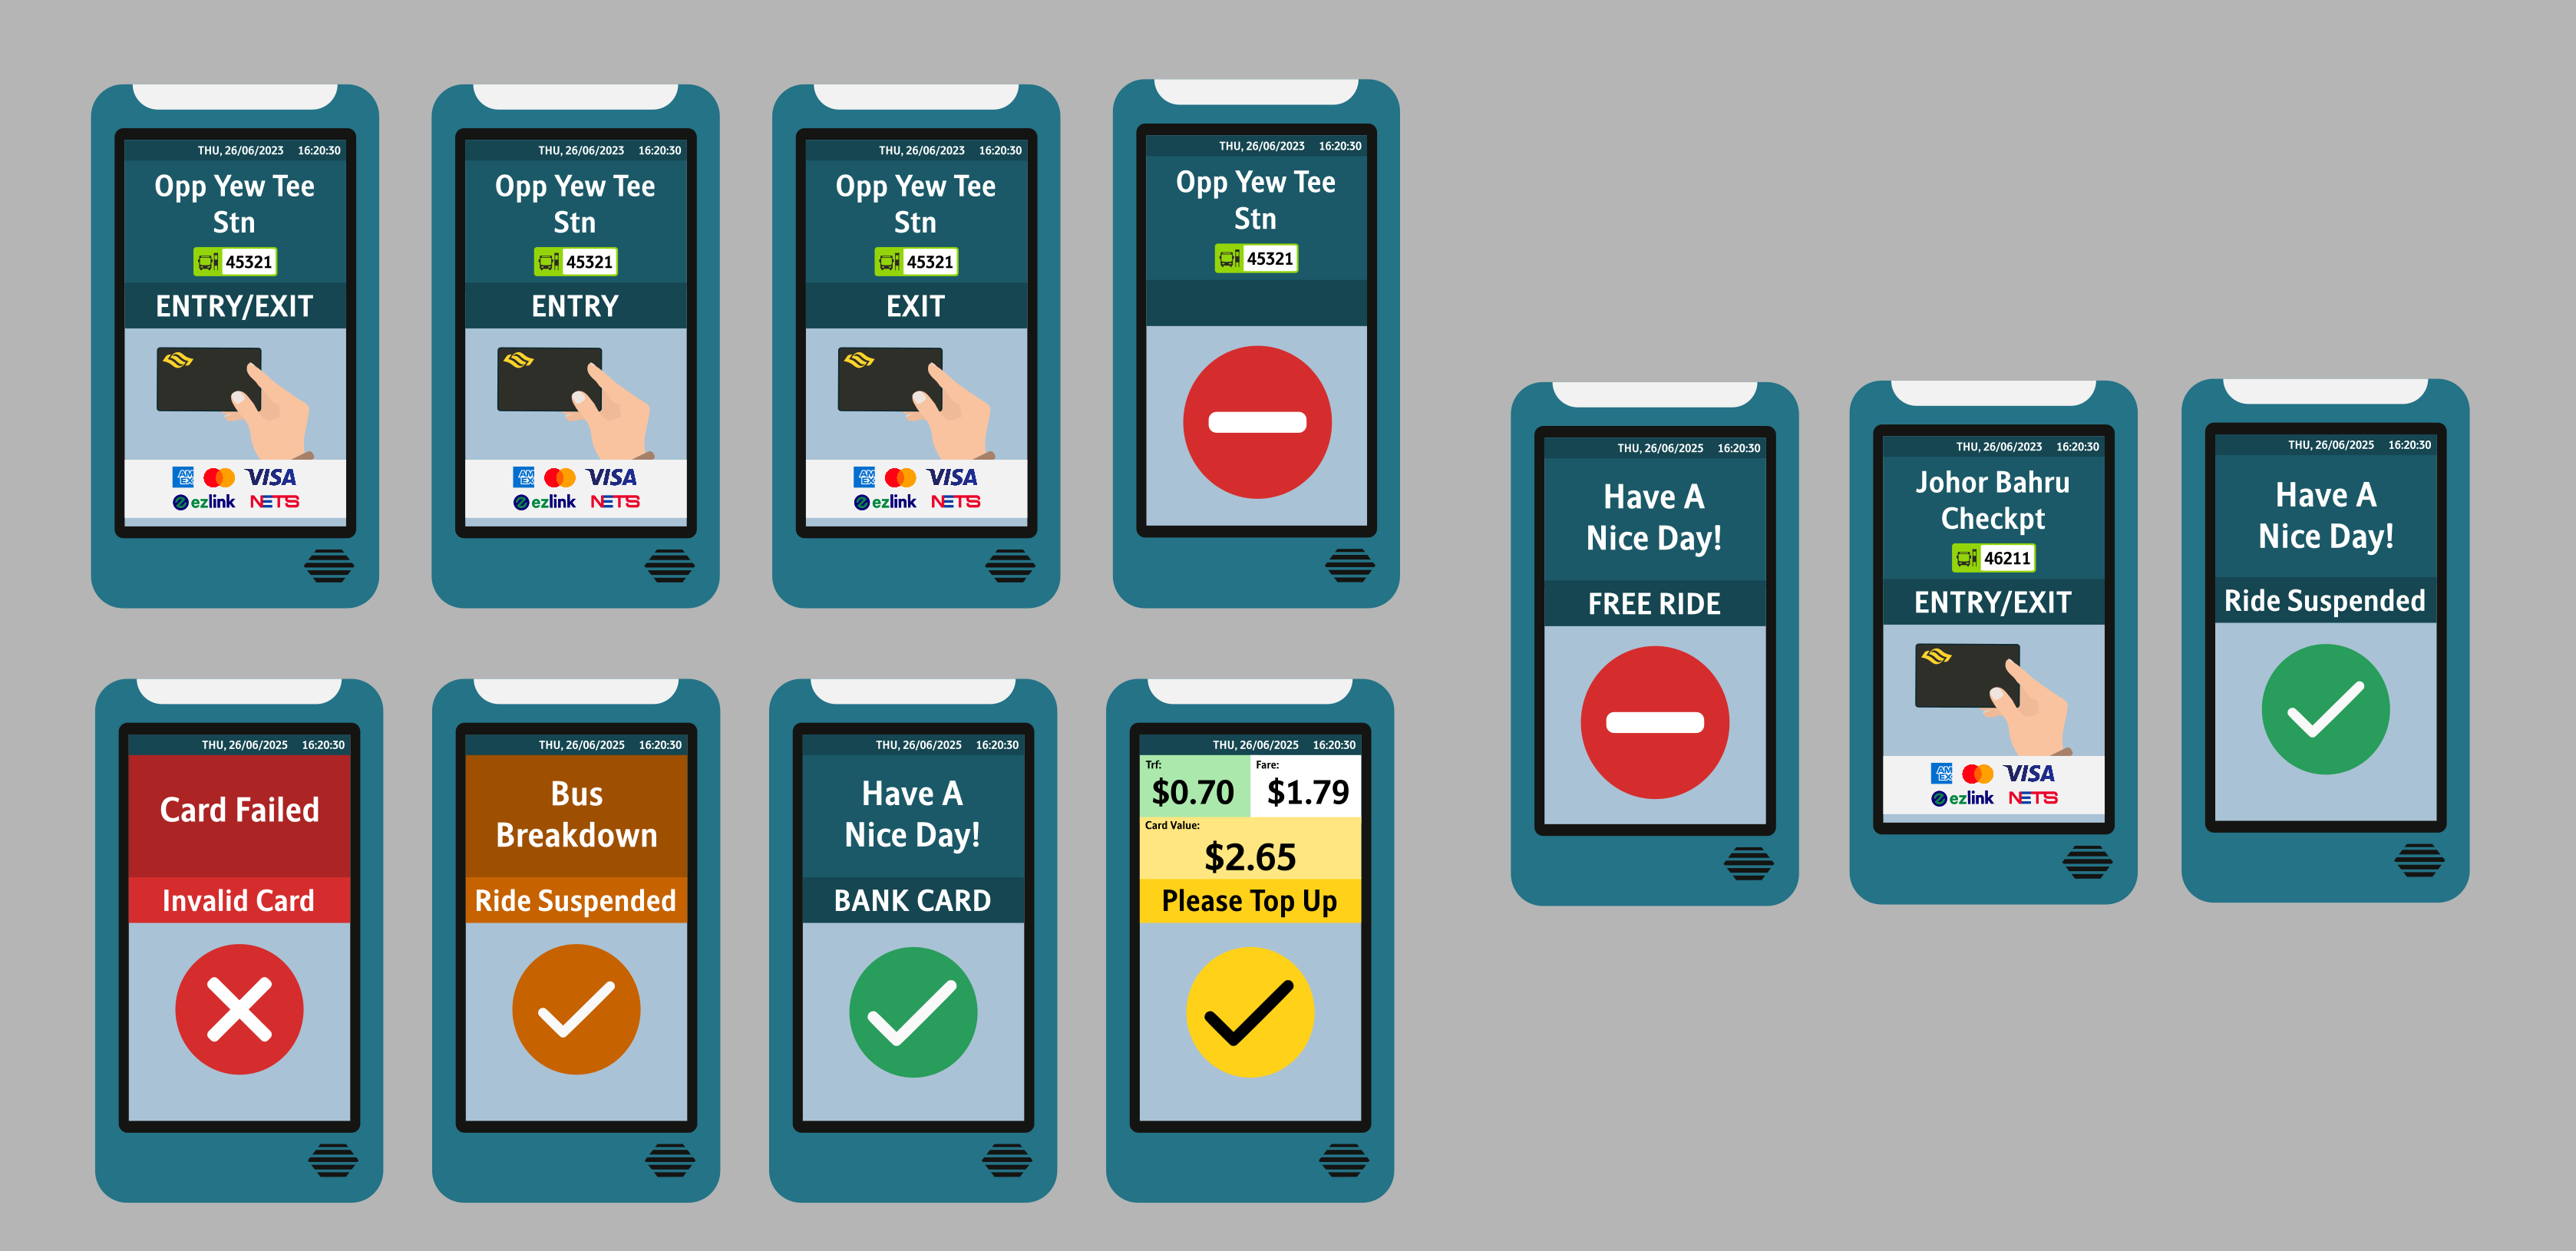 THU, 26/06/2023 16:20:30
Opp Yew Tee
Stn
45321
ENTRY/EXIT
AM
EX
VISA
ezlink
NETS
THU, 26/06/2023 16:20:30
Opp Yew Tee
Stn
45321
ENTRY
AM
EX
VISA
ezlink
NETS
THU, 26/06/2023 16:20:30
Opp Yew Tee
Stn
45321
EXIT
AM
EX
VISA
ezlink
NETS
THU, 26/06/2023 16:20:30
Opp Yew Tee
Stn
45321
THU, 26/06/2025 16:20:30
Have A
Nice Day!
FREE RIDE
THU, 26/06/2023 16:20:30
Johor Bahru
Checkpt
46211
ENTRY/EXIT
AM
EX
VISA
ezlink
NETS
THU, 26/06/2025 16:20:30
Have A
Nice Day!
Ride Suspended
THU, 26/06/2025 16:20:30
Card Failed
Invalid Card
THU, 26/06/2025 16:20:30
Bus
Breakdown
Ride Suspended
THU, 26/06/2025 16:20:30
Have A
Nice Day!
BANK CARD
THU, 26/06/2025 16:20:30
Trf: Fare:
$0.70 $1.79
Card Value:
$2.65
Please Top Up